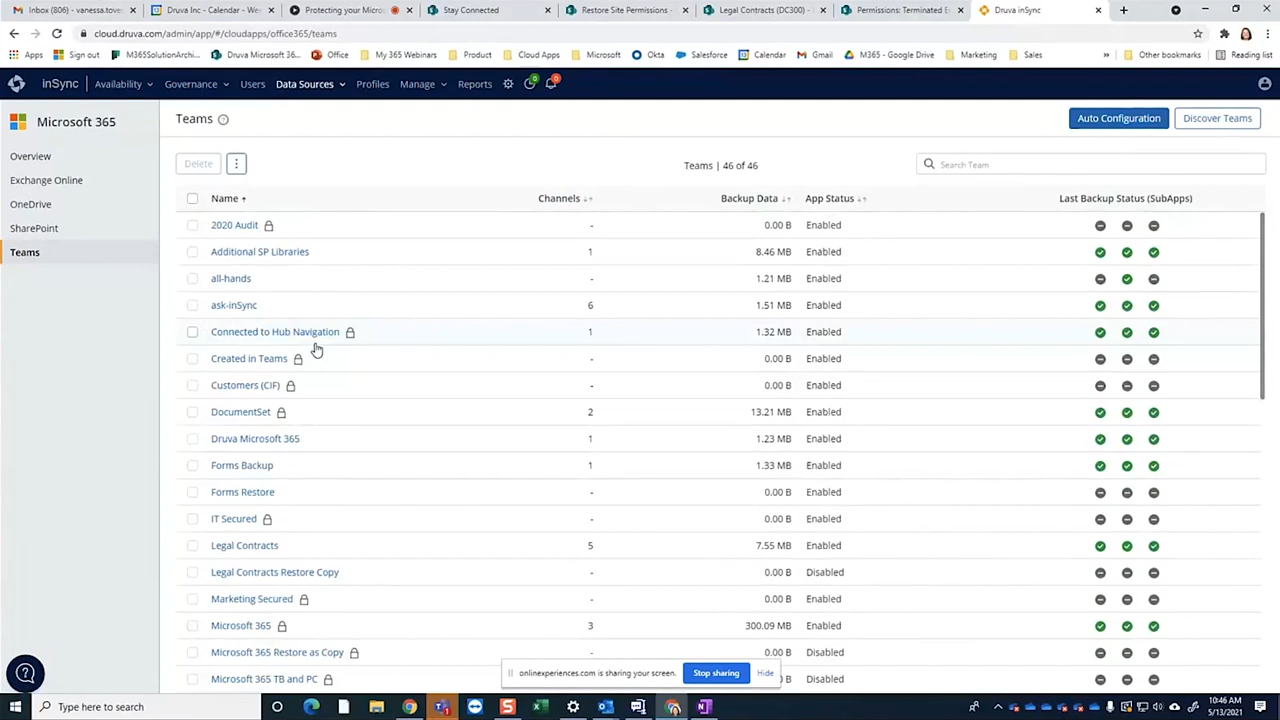 Inbox (806) - vanessa.torvet
Druva Inc - Calendar - We
Protecting your Micro
Stay Connected
Restore Site Permissions -
Legal Contracts (DC300) -
Permissions: Terminated E
Druva inSync
cloud.druva.com/admin/app/#/cloudapps/office365/teams
Apps
Sign out
M365SolutionArchi...
Druva Microsoft 36...
Office
My 365 Webinars
Product
Cloud Apps
Microsoft
Okta
Salesforce
Calendar
Gmail
M365 - Google Drive
Marketing
Sales
»
Other bookmarks
Reading list
inSync
Availability
Governance
Users
Data Sources
Profiles
Manage
Reports
0
0
Microsoft 365
Overview
Exchange Online
OneDrive
SharePoint
Teams
Teams
Auto Configuration
Discover Teams
Delete
Teams | 46 of 46
Search Team
Name Channels Backup Data App Status Last Backup Status (SubApps)
2020 Audit - 0.00 B Enabled
Additional SP Libraries 1 8.46 MB Enabled
all-hands - 1.21 MB Enabled
ask-inSync 6 1.51 MB Enabled
Connected to Hub Navigation 1 1.32 MB Enabled
Created in Teams - 0.00 B Enabled
Customers (CIF) - 0.00 B Enabled
DocumentSet 2 13.21 MB Enabled
Druva Microsoft 365 1 1.23 MB Enabled
Forms Backup 1 1.33 MB Enabled
Forms Restore - 0.00 B Enabled
IT Secured - 0.00 B Enabled
Legal Contracts 5 7.55 MB Enabled
Legal Contracts Restore Copy - 0.00 B Disabled
Marketing Secured - 0.00 B Enabled
Microsoft 365 3 300.09 MB Enabled
Microsoft 365 Restore as Copy - 0.00 B Disabled
Microsoft 365 TB and PC - 0.00 B Disabled
onlinexperiences.com is sharing your screen.
Stop sharing
Hide
Type here to search
10:46 AM
5/13/2021